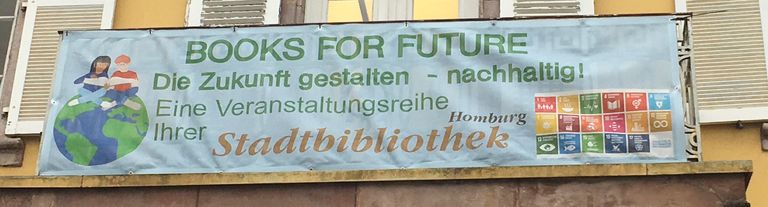 BOOKS FOR FUTURE
Die Zukunft gestalten - nachhaltig!
Eine Veranstaltungsreihe
Ihrer Stadtbibliothek Homburg